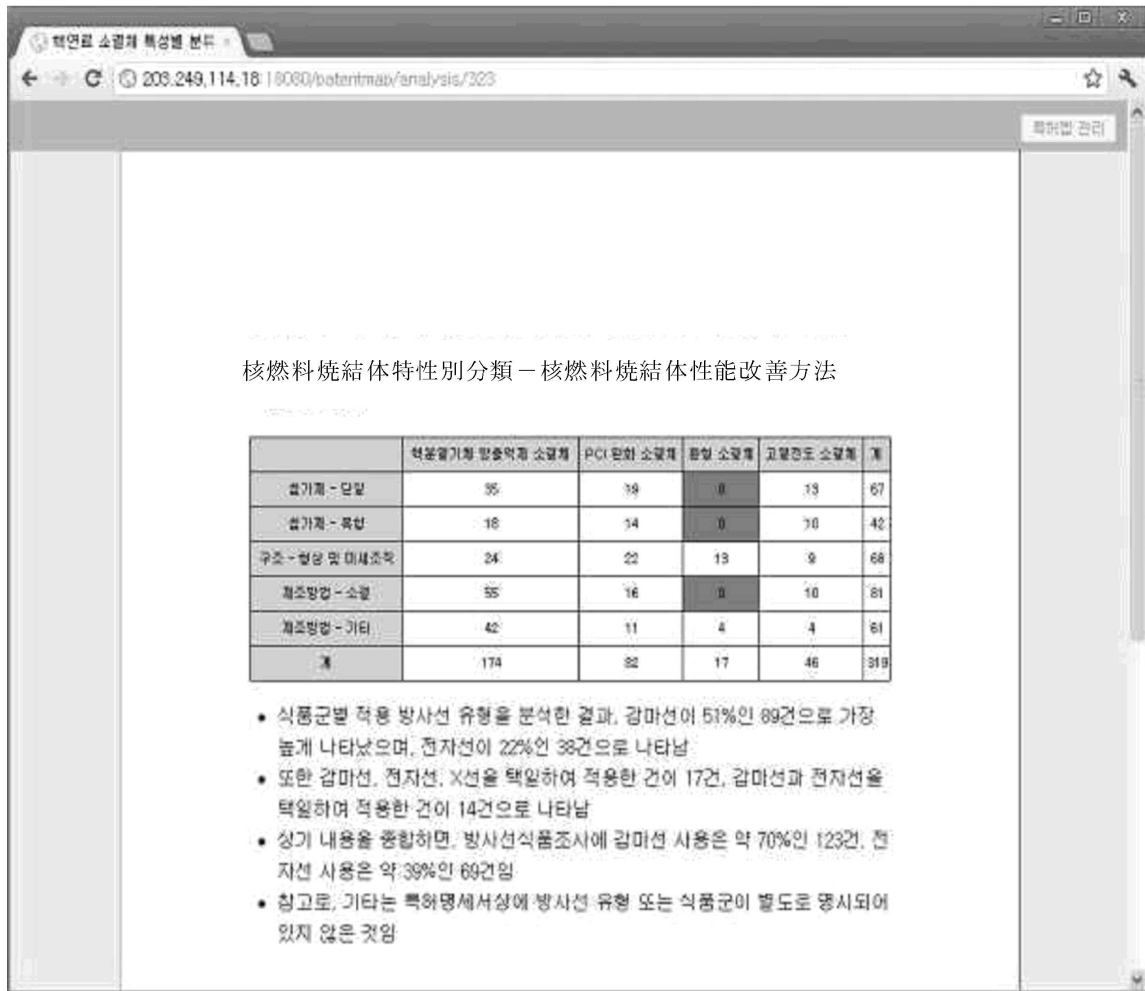 핵연료 소결체 특성별 분류
203.249.114.18:18080/patentmap/analysis/323
특허맵 관리
核燃料焼結体特性別分類－核燃料焼結体性能改善方法
핵분열기체 방출억제 소결체 PCI 완화 소결체 환형 소결체 고열전도 소결체 계
첨가제 - 단일 35 19 0 13 67
첨가제 - 복합 18 14 0 10 42
구조 - 형상 및 미세조직 24 22 13 9 68
제조방법 - 소결 55 16 0 10 81
제조방법 - 기타 42 11 4 4 61
계 174 82 17 46 319
• 식품군별 적용 방사선 유형을 분석한 결과, 감마선이 51%인 89건으로 가장
높게 나타났으며, 전자선이 22%인 38건으로 나타남
• 또한 감마선, 전자선, X선을 택일하여 적용한 건이 17건, 감마선과 전자선을
택일하여 적용한 건이 14건으로 나타남
• 상기 내용을 종합하면, 방사선식품조사에 감마선 사용은 약 70%인 123건, 전
자선 사용은 약 39%인 69건임
• 참고로, 기타는 특허명세서상에 방사선 유형 또는 식품군이 별도로 명시되어
있지 않은 것임